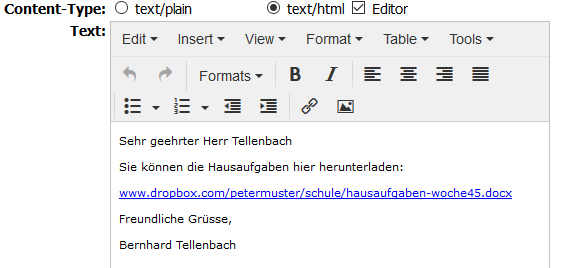 Content-Type: text/plain text/html Editor
Text: Edit Insert View Format Table Tools
Formats B I
Sehr geehrter Herr Tellenbach
Sie können die Hausaufgaben hier herunterladen:
www.dropbox.com/petermuster/schule/hausaufgaben-woche45.docx
Freundliche Grüsse,
Bernhard Tellenbach